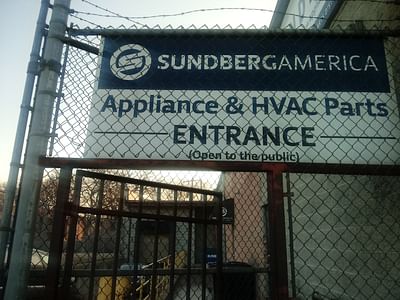 SUNDBERGAMERICA
Appliance & HVAC Parts
ENTRANCE
(Open to the public)